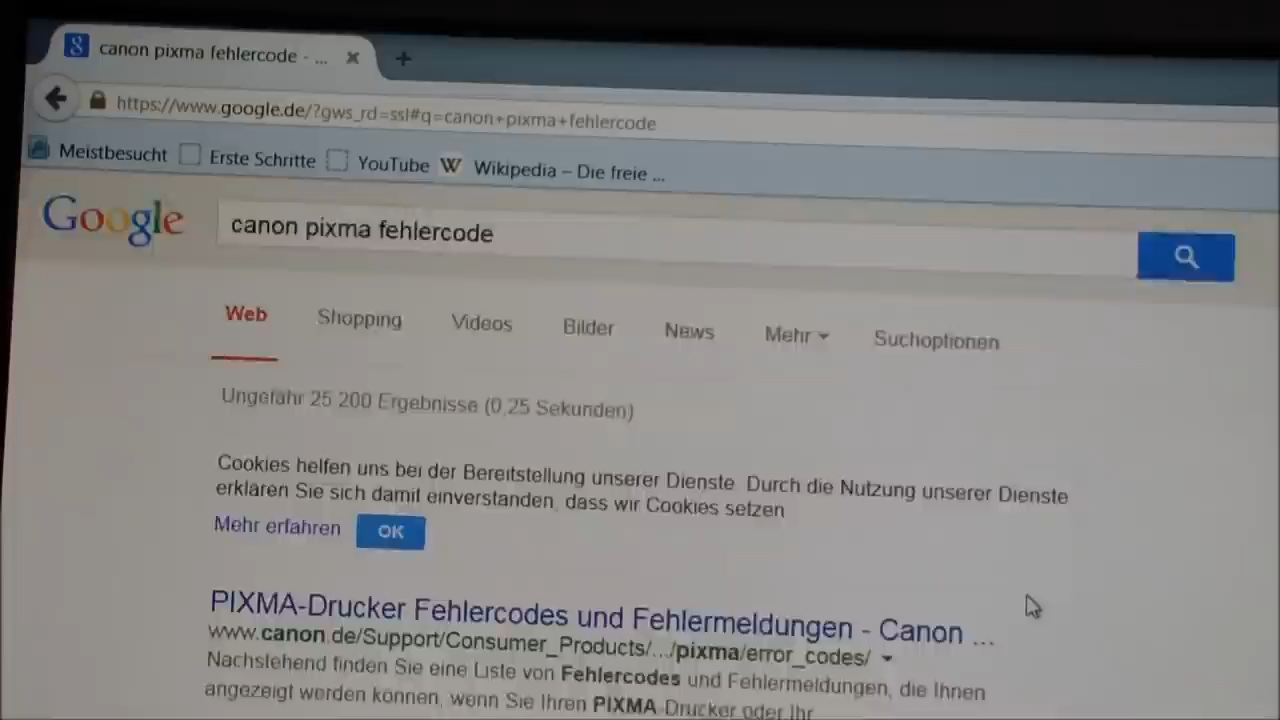 canon pixma fehlercode - ...
https://www.google.de/?gws_rd=ssl#q=canon+pixma+fehlercode
Meistbesucht Erste Schritte YouTube W Wikipedia – Die freie ...
Google canon pixma fehlercode
Web Shopping Videos Bilder News Mehr Suchoptionen
Ungefähr 25 200 Ergebnisse (0,25 Sekunden)
Cookies helfen uns bei der Bereitstellung unserer Dienste. Durch die Nutzung unserer Dienste
erklären Sie sich damit einverstanden, dass wir Cookies setzen
Mehr erfahren OK
PIXMA-Drucker Fehlercodes und Fehlermeldungen - Canon ...
www.canon.de/Support/Consumer_Products/.../pixma/error_codes/
Nachstehend finden Sie eine Liste von Fehlercodes und Fehlermeldungen, die Ihnen
angezeigt werden können, wenn Sie Ihren PIXMA-Drucker oder Ihr